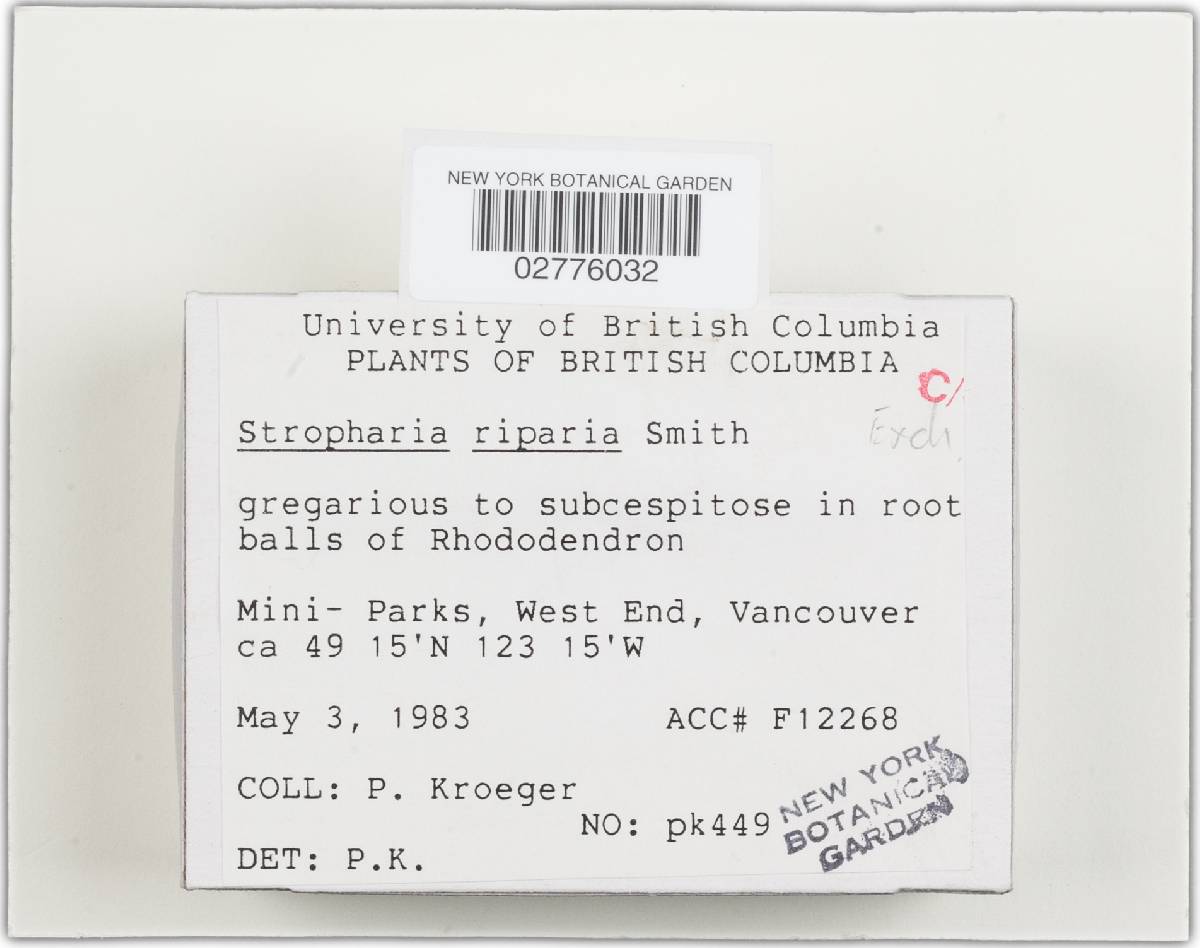 NEW YORK BOTANICAL GARDEN
02776032
University of British Columbia
PLANTS OF BRITISH COLUMBIA
C/
Stropharia riparia Smith
Exch.
gregarious to subcespitose in root
balls of Rhododendron
Mini- Parks, West End, Vancouver
ca 49 15'N 123 15'W
May 3, 1983 ACC# F12268
COLL: P. Kroeger
NO: pk449
DET: P.K.
NEW YORK
BOTANICAL
GARDEN